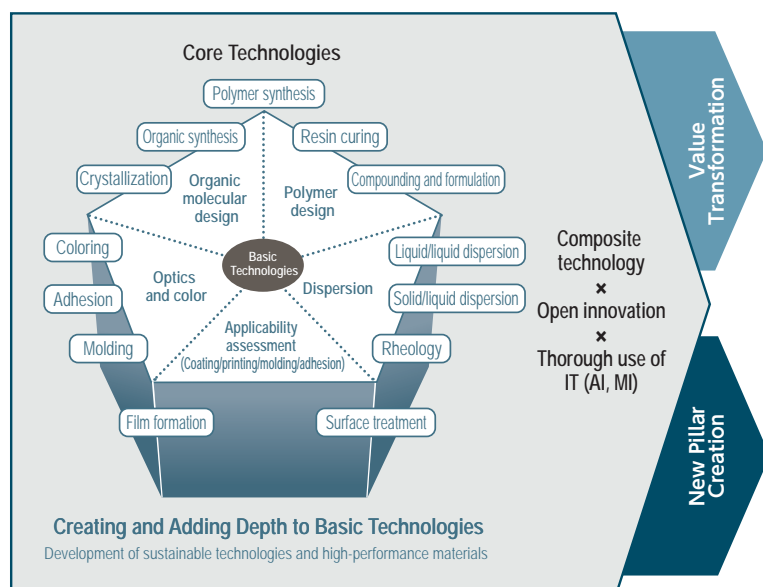 Core Technologies
Polymer synthesis
Organic synthesis
Resin curing
Crystallization
Compounding and formulation
Organic
molecular
design
Polymer
design
Coloring
Liquid/liquid dispersion
Basic
Technologies
Optics
and color
Dispersion
Adhesion
Solid/liquid dispersion
Molding
Applicability
assessment
(Coating/printing/molding/adhesion)
Rheology
Film formation
Surface treatment
Creating and Adding Depth to Basic Technologies
Development of sustainable technologies and high-performance materials
Composite
technology
×
Open innovation
×
Thorough use of
IT (AI, MI)
Value
Transformation
New Pillar
Creation